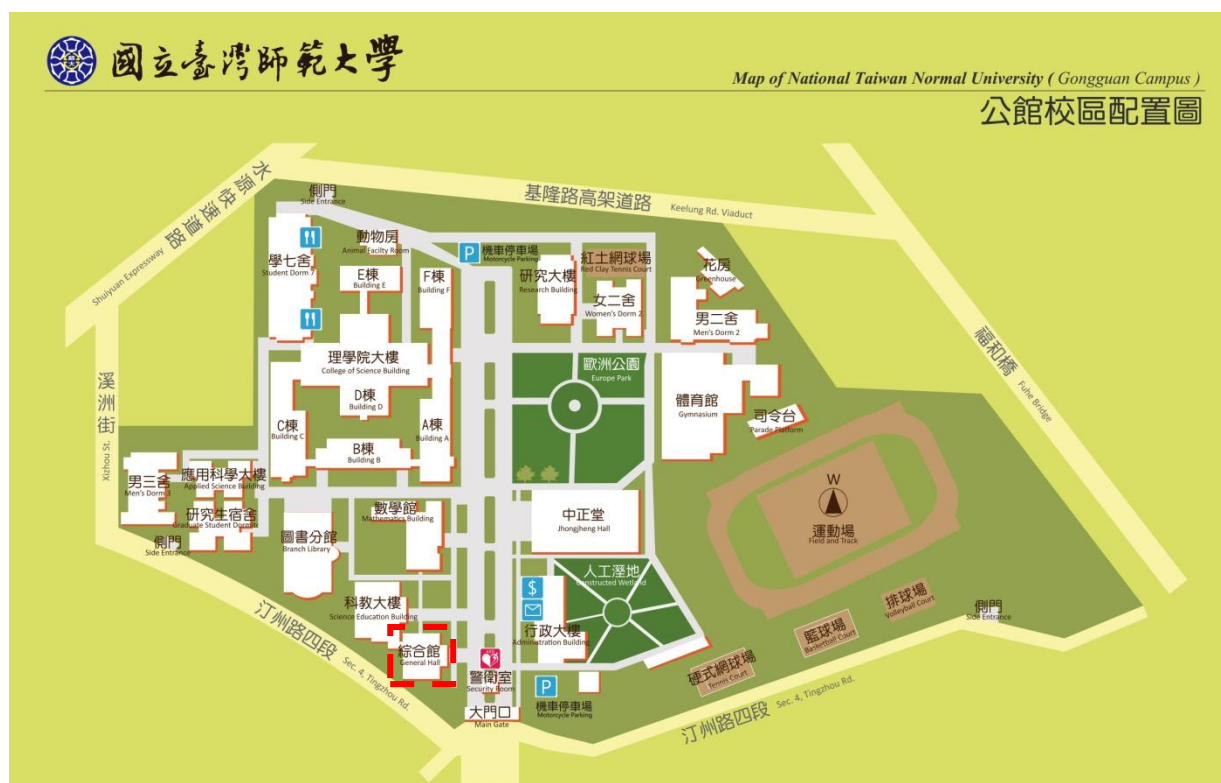 國立臺灣師範大學
Map of National Taiwan Normal University ( Gongguan Campus )
公館校區配置圖
水源快速道路
Shuiyuan Expressway
基隆路高架道路
Keelung Rd. Viaduct
側門
Side Entrance
動物房
Animal Facilty Room
學七舍
Student Dorm 7
E棟
Building E
F棟
Building F
P
機車停車場
Motorcycle Parking
研究大樓
Research Building
紅土網球場
Red Clay Tennis Court
女二舍
Women's Dorm 2
花房
Greenhouse
男二舍
Men's Dorm 2
福和橋
Fuhe Bridge
溪洲街
Xizhou St.
理學院大樓
College of Science Building
歐洲公園
Europe Park
體育館
Gymnasium
司令台
Parade Platform
D棟
Building D
C棟
Building C
A棟
Building A
B棟
Building B
男三舍
Men's Dorm 3
應用科學大樓
Applied Science Building
研究生宿舍
側門
Side Entrance
圖書分館
Branch Library
數學館
Mathematics Building
中正堂
Jhongjheng Hall
W
運動場
Field and Track
人工溼地
Constructed Wetland
$
科教大樓
Science Education Building
行政大樓
Administration Building
排球場
Volleyball Court
籃球場
Basketball Court
側門
Side Entrance
綜合館
General Hall
警衛室
Security Room
硬式網球場
Tennis Court
P
機車停車場
Motorcycle Parking
大門口
Main Gate
汀州路四段
Sec. 4, Tingzhou Rd.
汀州路四段
Sec. 4, Tingzhou Rd.